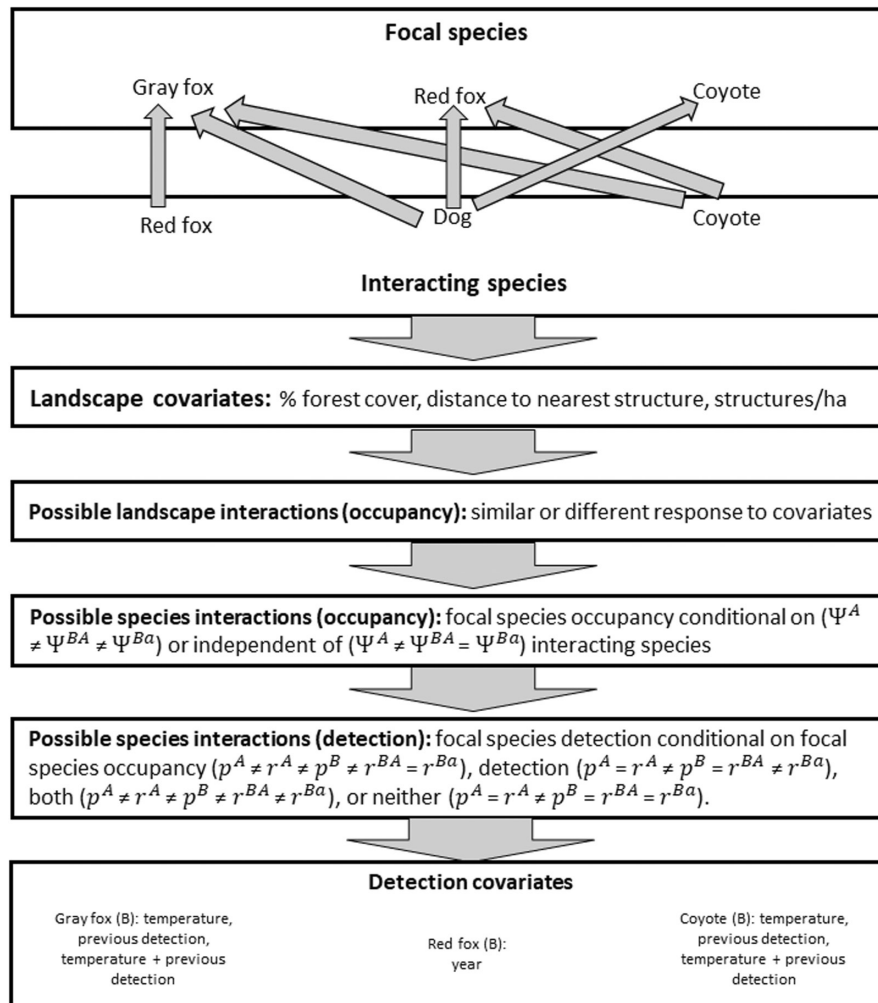 Focal species
Gray fox
Red fox
Coyote
Red fox
Dog
Coyote
Interacting species
Landscape covariates: % forest cover, distance to nearest structure, structures/ha
Possible landscape interactions (occupancy): similar or different response to covariates
Possible species interactions (occupancy): focal species occupancy conditional on (Ψ^A
≠ Ψ^BA ≠ Ψ^Ba) or independent of (Ψ^A ≠ Ψ^BA = Ψ^Ba) interacting species
Possible species interactions (detection): focal species detection conditional on focal
species occupancy (p^A ≠ r^A ≠ p^B ≠ r^BA = r^Ba), detection (p^A = r^A ≠ p^B = r^BA ≠ r^Ba),
both (p^A ≠ r^A ≠ p^B ≠ r^BA ≠ r^Ba), or neither (p^A = r^A ≠ p^B = r^BA = r^Ba).
Detection covariates
Gray fox (B): temperature,
previous detection,
temperature + previous
detection
Red fox (B):
year
Coyote (B): temperature,
previous detection,
temperature + previous
detection